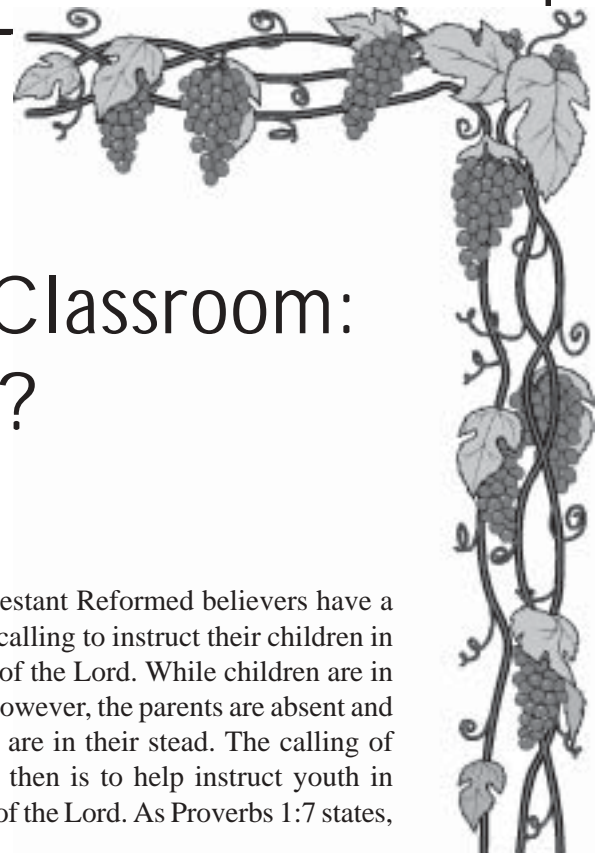 Classroom:
?
estant Reformed believers have a
calling to instruct their children in
of the Lord. While children are in
owever, the parents are absent and
are in their stead. The calling of
then is to help instruct youth in
of the Lord. As Proverbs 1:7 states,